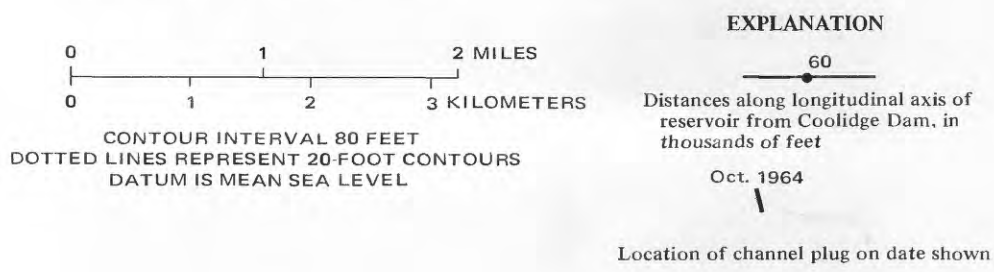 0 1 2 MILES
0 1 2 3 KILOMETERS
CONTOUR INTERVAL 80 FEET
DOTTED LINES REPRESENT 20-FOOT CONTOURS
DATUM IS MEAN SEA LEVEL
EXPLANATION
60
Distances along longitudinal axis of
reservoir from Coolidge Dam, in
thousands of feet
Oct. 1964
Location of channel plug on date shown